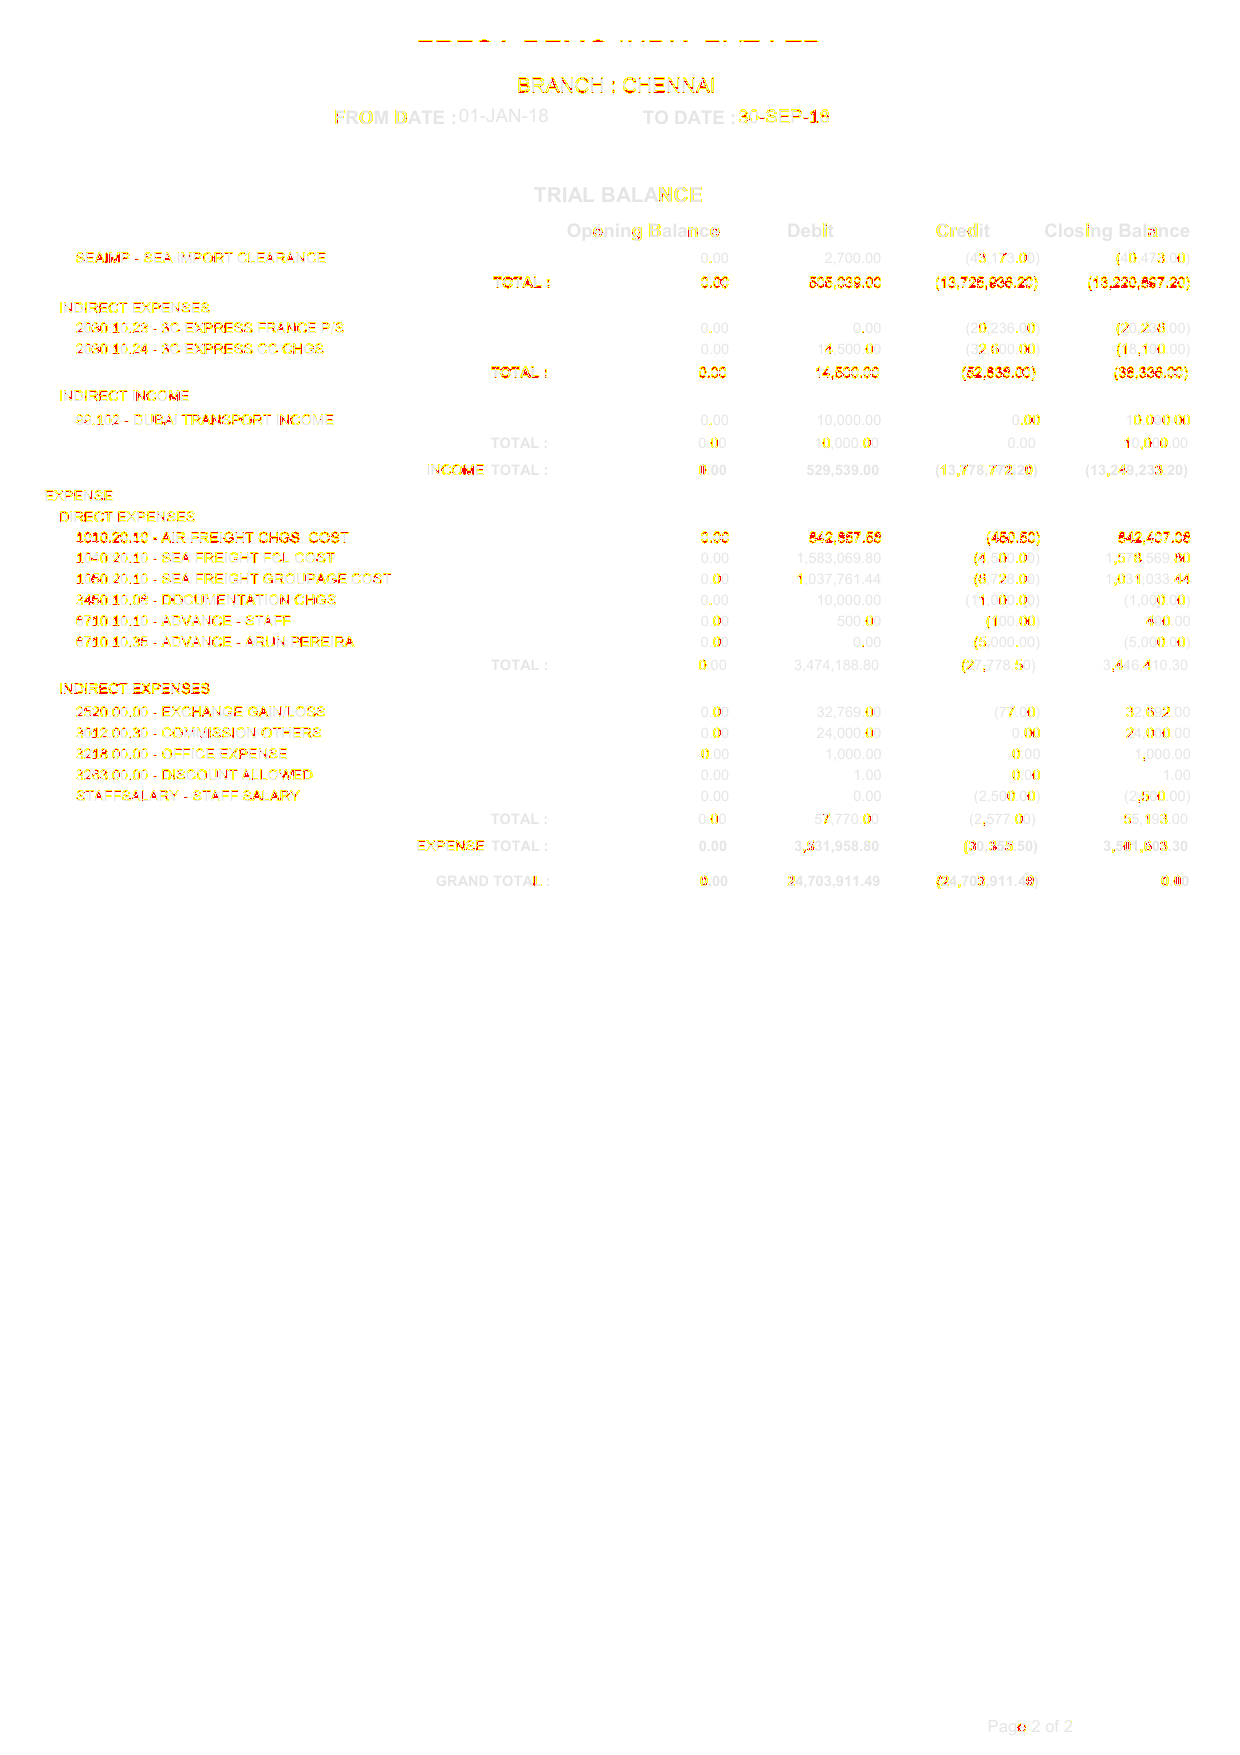 BRANCH : CHENNAI
FROM DATE : 01-JAN-18 TO DATE : 30-SEP-18
TRIAL BALANCE
Opening Balance Debit Credit Closing Balance
SEAIMP - SEA IMPORT CLEARANCE 0.00 2,700.00 (43,173.00) (40,473.00)
TOTAL : 0.00 505,039.00 (13,725,936.20) (13,220,897.20)
INDIRECT EXPENSES
2030.10.23 - 3C EXPRESS FRANCE P/S 0.00 0.00 (20,236.00) (20,236.00)
2030.10.24 - 3C EXPRESS CC CHGS 0.00 14,500.00 (32,600.00) (18,100.00)
TOTAL : 0.00 14,500.00 (52,836.00) (38,336.00)
INDIRECT INCOME
99.102 - DUBAI TRANSPORT INCOME 0.00 10,000.00 0.00 10,000.00
TOTAL : 0.00 10,000.00 0.00 10,000.00
INCOME TOTAL : 0.00 529,539.00 (13,778,772.20) (13,249,233.20)
EXPENSE
DIRECT EXPENSES
1010.20.10 - AIR FREIGHT CHGS COST 0.00 842,857.56 (450.50) 842,407.06
1040.20.10 - SEA FREIGHT FCL COST 0.00 1,583,069.80 (4,500.00) 1,578,569.80
1050.20.10 - SEA FREIGHT GROUPAGE COST 0.00 1,037,761.44 (6,728.00) 1,031,033.44
2450.10.06 - DOCUMENTATION CHGS 0.00 10,000.00 (11,000.00) (1,000.00)
6710.10.10 - ADVANCE - STAFF 0.00 500.00 (100.00) 400.00
6710.10.35 - ADVANCE - ARUN PEREIRA 0.00 0.00 (5,000.00) (5,000.00)
TOTAL : 0.00 3,474,188.80 (27,778.50) 3,446,410.30
INDIRECT EXPENSES
2520.00.00 - EXCHANGE GAIN/LOSS 0.00 32,769.00 (77.00) 32,692.00
3012.00.30 - COMMISSION OTHERS 0.00 24,000.00 0.00 24,000.00
3218.00.00 - OFFICE EXPENSE 0.00 1,000.00 0.00 1,000.00
3263.00.00 - DISCOUNT ALLOWED 0.00 1.00 0.00 1.00
STAFFSALARY - STAFF SALARY 0.00 0.00 (2,500.00) (2,500.00)
TOTAL : 0.00 57,770.00 (2,577.00) 55,193.00
EXPENSE TOTAL : 0.00 3,531,958.80 (30,355.50) 3,501,603.30
GRAND TOTAL : 0.00 24,703,911.49 (24,703,911.49) 0.00
Page 2 of 2